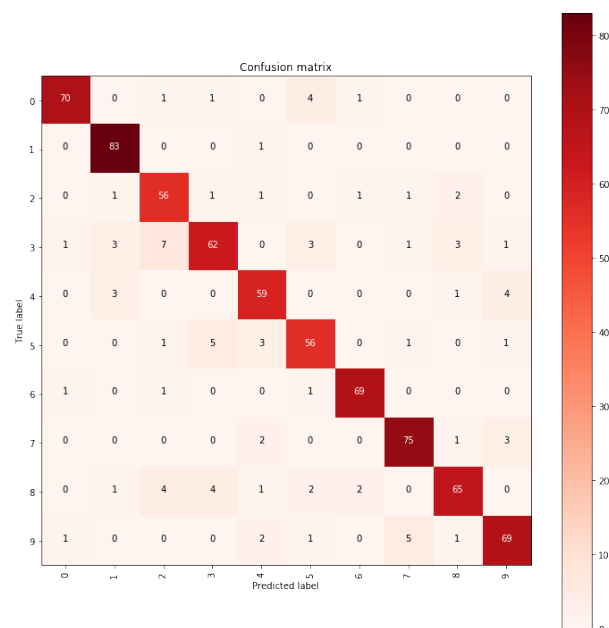 Confusion matrix
0 70 0 1 1 0 4 1 0 0 0
1 0 83 0 0 1 0 0 0 0 0
2 0 1 56 1 1 0 1 1 2 0
3 1 3 7 62 0 3 0 1 3 1
4 0 3 0 0 59 0 0 0 1 4
5 0 0 1 5 3 56 0 1 0 1
6 1 0 1 0 0 1 69 0 0 0
7 0 0 0 0 2 0 0 75 1 3
8 0 1 4 4 1 2 2 0 65 0
9 1 0 0 0 2 1 0 5 1 69
0 1 2 3 4 5 6 7 8 9
Predicted label
True label
80
70
60
50
40
30
20
10
0